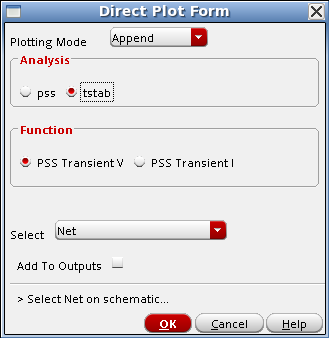 Direct Plot Form
Plotting Mode Append
Analysis
pss tstab
Function
PSS Transient V PSS Transient I
Select Net
Add To Outputs
> Select Net on schematic...
OK Cancel Help